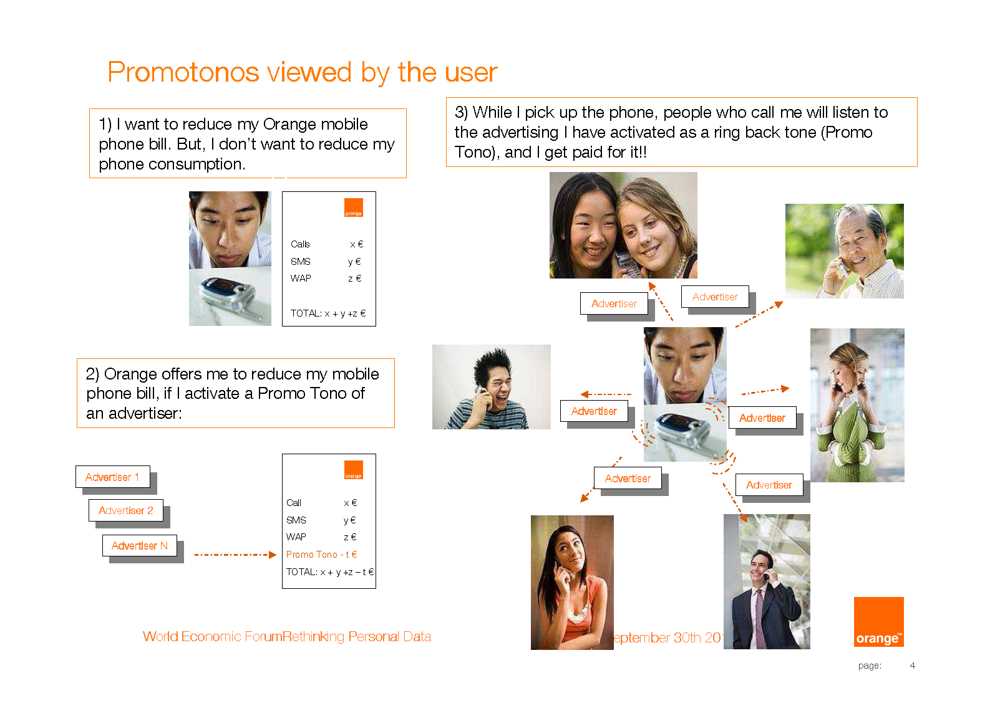 Promotonos viewed by the user
1) I want to reduce my Orange mobile
phone bill. But, I don't want to reduce my
phone consumption.
orange
Calls x €
SMS y €
WAP z €
TOTAL: x + y +z €
2) Orange offers me to reduce my mobile
phone bill, if I activate a Promo Tono of
an advertiser:
Advertiser 1
Advertiser 2
Advertiser N
orange
Call x €
SMS y €
WAP z €
Promo Tono - t €
TOTAL: x + y +z – t €
3) While I pick up the phone, people who call me will listen to
the advertising I have activated as a ring back tone (Promo
Tono), and I get paid for it!!
Advertiser
Advertiser
Advertiser
Advertiser
Advertiser
Advertiser
World Economic ForumRethinking Personal Data
eptember 30th
orange™
page: 4